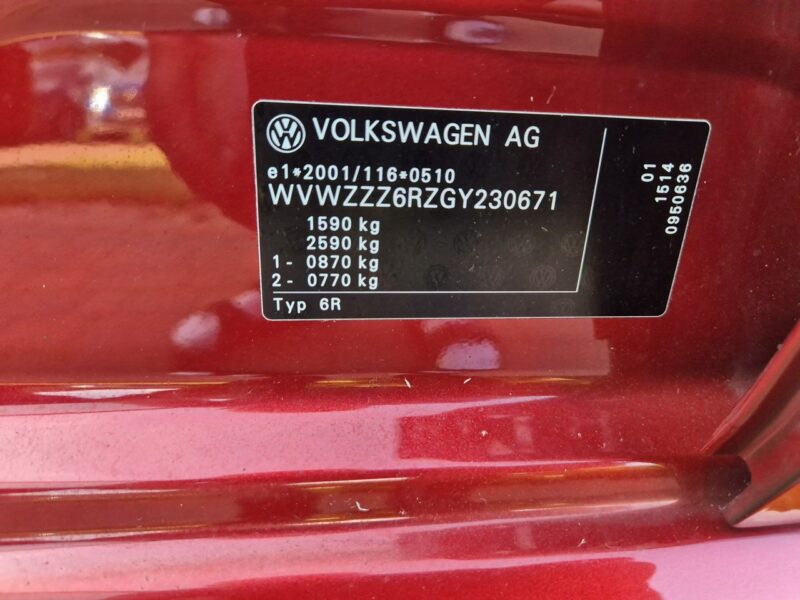 VOLKSWAGEN AG
e1*2001/116*0510
WVWZZZ6RZGY230671
1590 kg
2590 kg
1- 0870 kg
2- 0770 kg
Typ 6R
01
1514
0950636